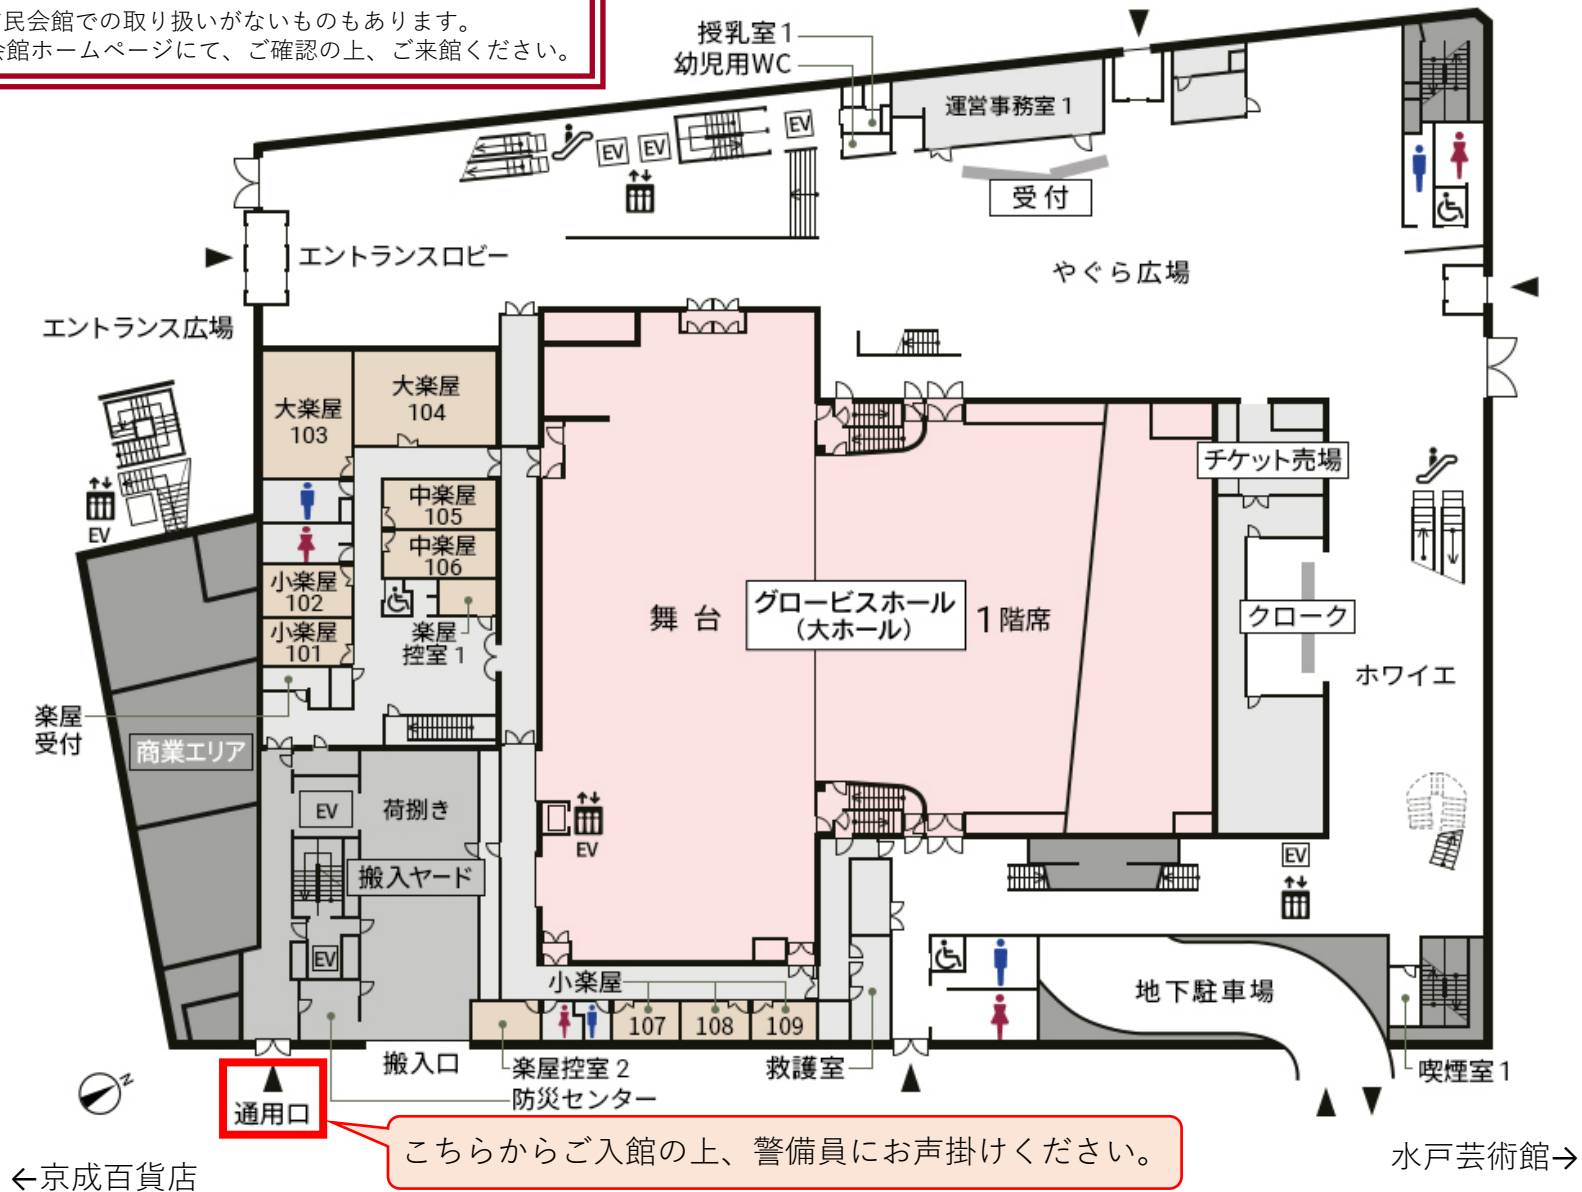 民会館での取り扱いがないものもあります。
会館ホームページにて、ご確認の上、ご来館ください。
授乳室1
幼児用WC
運営事務室1
EV
EV
EV
受付
エントランスロビー
やぐら広場
エントランス広場
大楽屋
103
大楽屋
104
チケット売場
中楽屋
105
中楽屋
106
EV
小楽屋
102
小楽屋
101
楽屋
控室1
舞台
グロービスホール
（大ホール）
1階席
クローク
ホワイエ
楽屋
受付
商業エリア
EV
荷捌き
EV
搬入ヤード
EV
EV
小楽屋
107
108
109
地下駐車場
搬入口
楽屋控室2
防災センター
救護室
喫煙室1
N
通用口
こちらからご入館の上、警備員にお声掛けください。
←京成百貨店
水戸芸術館→